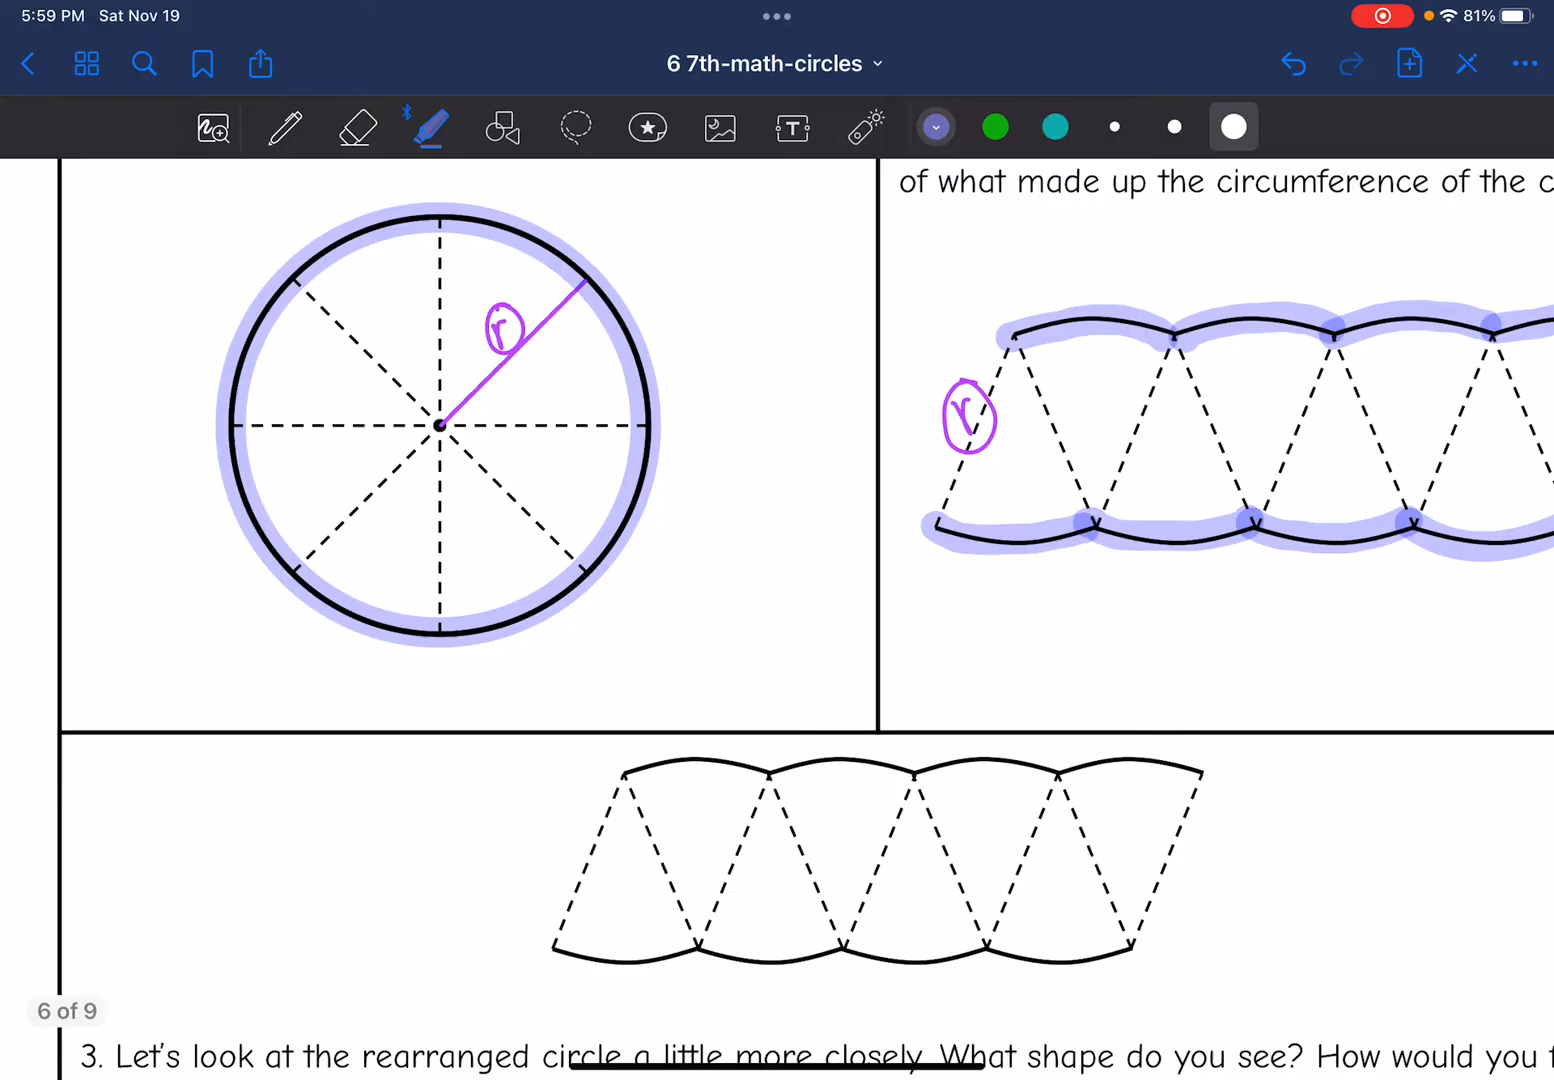 5:59 PM Sat Nov 19
81%
6 7th-math-circles
T
of what made up the circumference of the c
r
r
6 of 9
3. Let's look at the rearranged circle a little more closely. What shape do you see? How would you f